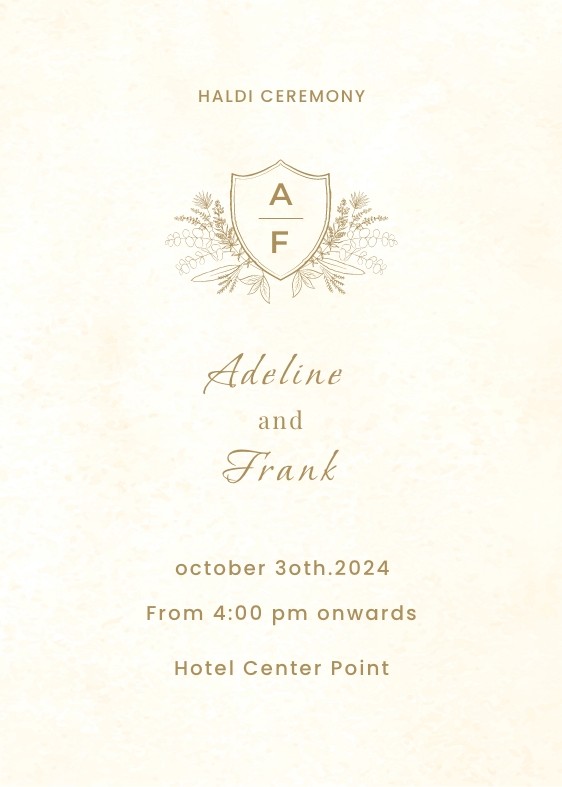 HALDI CEREMONY
A
F
Adeline
and
Frank
october 3oth.2024
From 4:00 pm onwards
Hotel Center Point